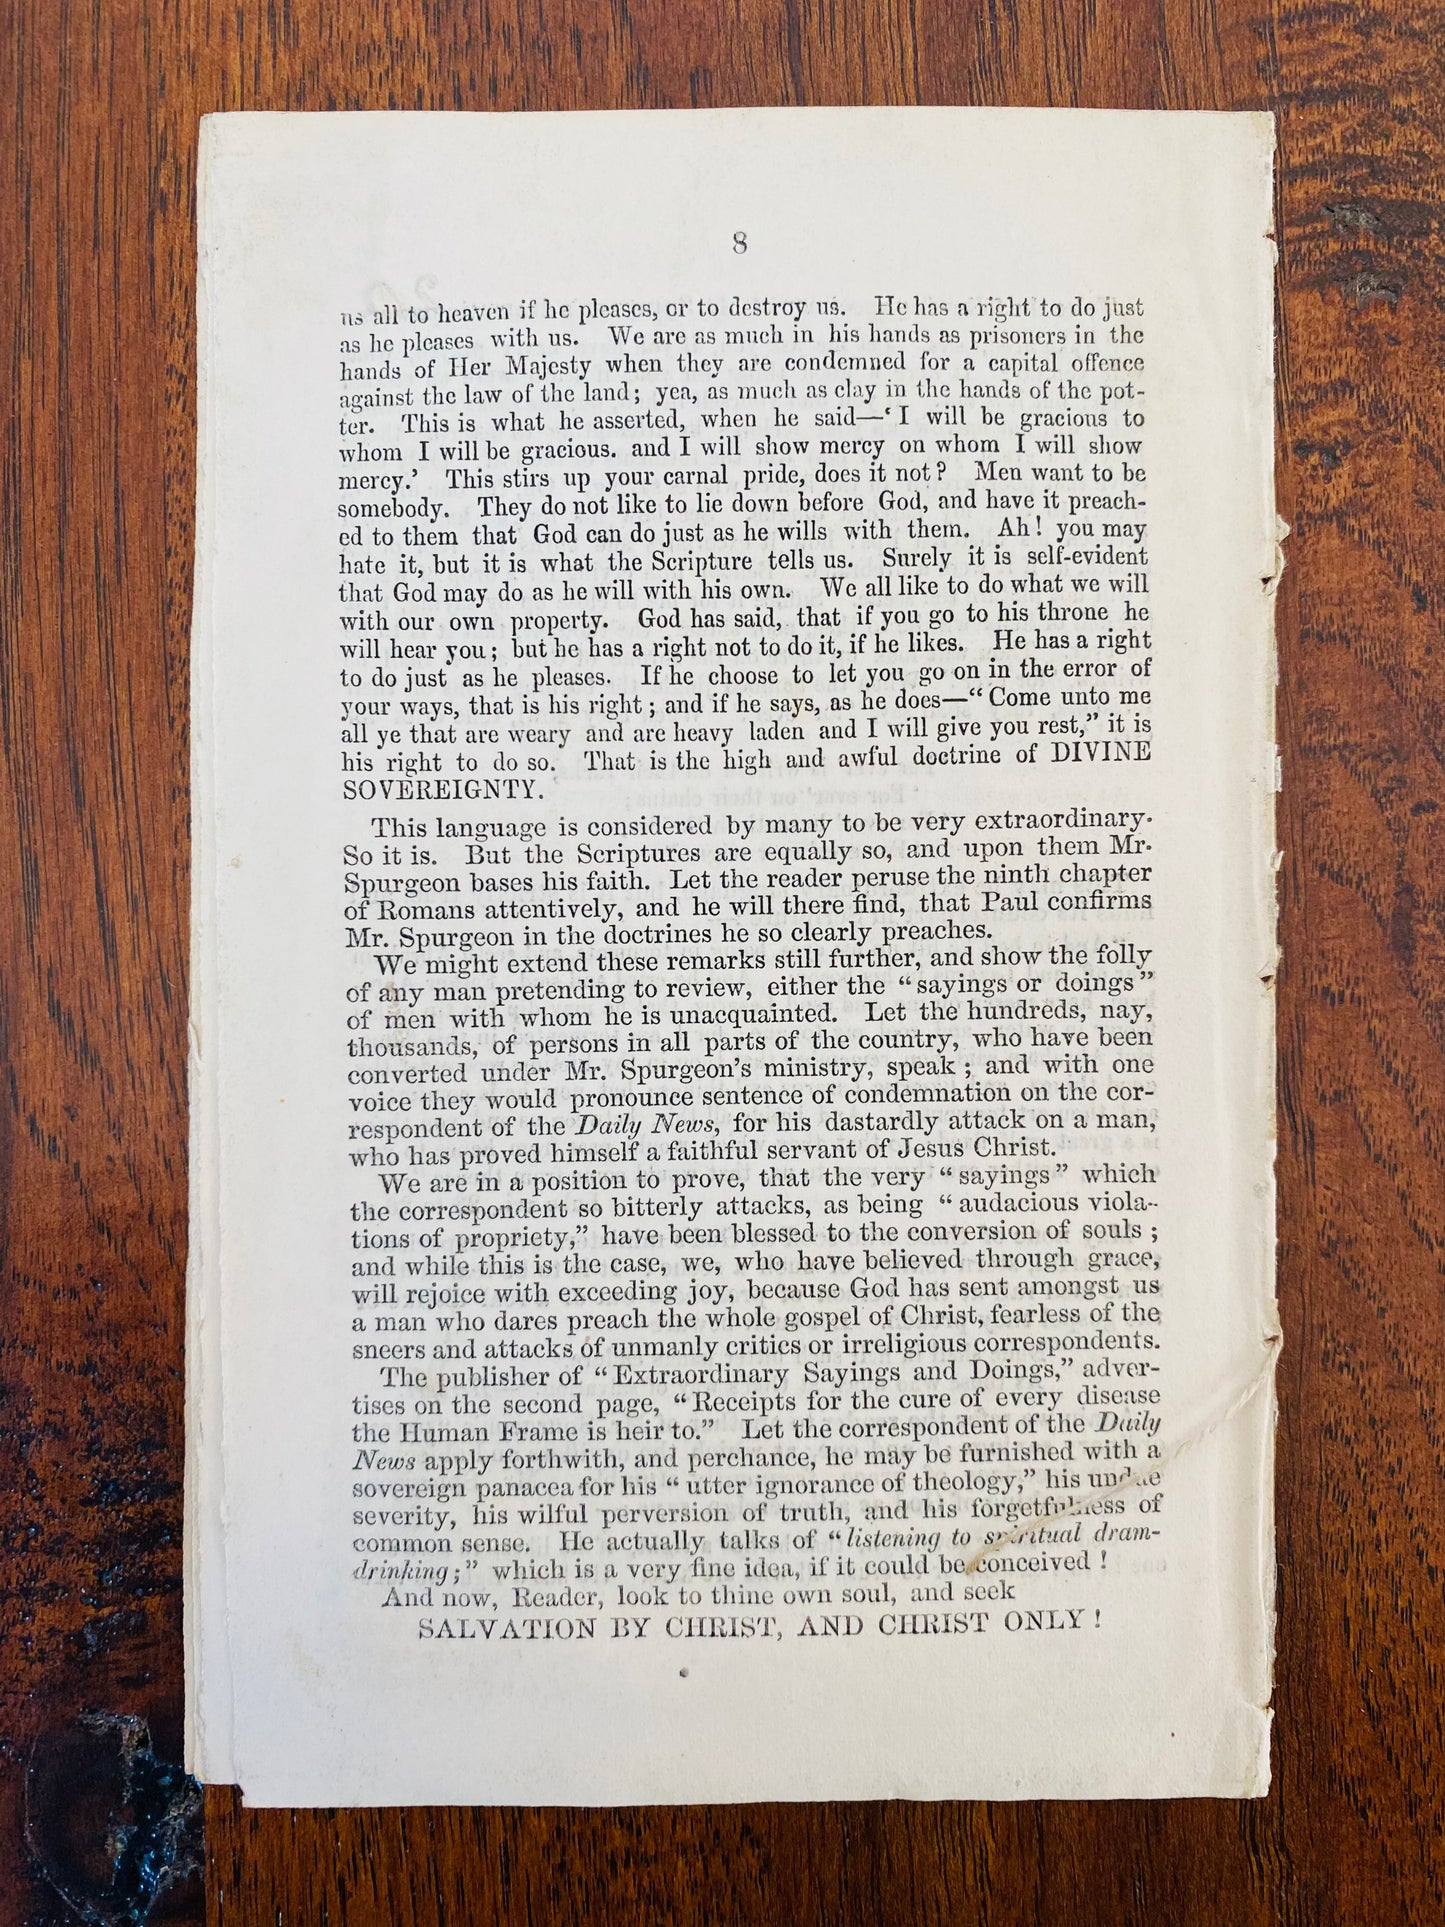 8
us all to heaven if he pleases, or to destroy us. He has a right to do just
as he pleases with us. We are as much in his hands as prisoners in the
hands of Her Majesty when they are condemned for a capital offence
against the law of the land; yea, as much as clay in the hands of the pot-
ter. This is what he asserted, when he said—‘I will be gracious to
whom I will be gracious. and I will show mercy on whom I will show
mercy.’ This stirs up your carnal pride, does it not? Men want to be
somebody. They do not like to lie down before God, and have it preach-
ed to them that God can do just as he wills with them. Ah! you may
hate it, but it is what the Scripture tells us. Surely it is self-evident
that God may do as he will with his own. We all like to do what we will
with our own property. God has said, that if you go to his throne he
will hear you; but he has a right not to do it, if he likes. He has a right
to do just as he pleases. If he choose to let you go on in the error of
your ways, that is his right; and if he says, as he does—“Come unto me
all ye that are weary and are heavy laden and I will give you rest,” it is
his right to do so. That is the high and awful doctrine of DIVINE
SOVEREIGNTY.
This language is considered by many to be very extraordinary.
So it is. But the Scriptures are equally so, and upon them Mr.
Spurgeon bases his faith. Let the reader peruse the ninth chapter
of Romans attentively, and he will there find, that Paul confirms
Mr. Spurgeon in the doctrines he so clearly preaches.
We might extend these remarks still further, and show the folly
of any man pretending to review, either the “sayings or doings”
of men with whom he is unacquainted. Let the hundreds, nay,
thousands, of persons in all parts of the country, who have been
converted under Mr. Spurgeon’s ministry, speak; and with one
voice they would pronounce sentence of condemnation on the cor-
respondent of the Daily News, for his dastardly attack on a man,
who has proved himself a faithful servant of Jesus Christ.
We are in a position to prove, that the very “sayings” which
the correspondent so bitterly attacks, as being “audacious viola-
tions of propriety,” have been blessed to the conversion of souls;
and while this is the case, we, who have believed through grace,
will rejoice with exceeding joy, because God has sent amongst us
a man who dares preach the whole gospel of Christ, fearless of the
sneers and attacks of unmanly critics or irreligious correspondents.
The publisher of “Extraordinary Sayings and Doings,” adver-
tises on the second page, “Receipts for the cure of every disease
the Human Frame is heir to.” Let the correspondent of the Daily
News apply forthwith, and perchance, he may be furnished with a
sovereign panacea for his “utter ignorance of theology,” his undue
severity, his wilful perversion of truth, and his forgetfulness of
common sense. He actually talks of “listening to spiritual dram-
drinking;” which is a very fine idea, if it could be conceived!
And now, Reader, look to thine own soul, and seek
SALVATION BY CHRIST, AND CHRIST ONLY!